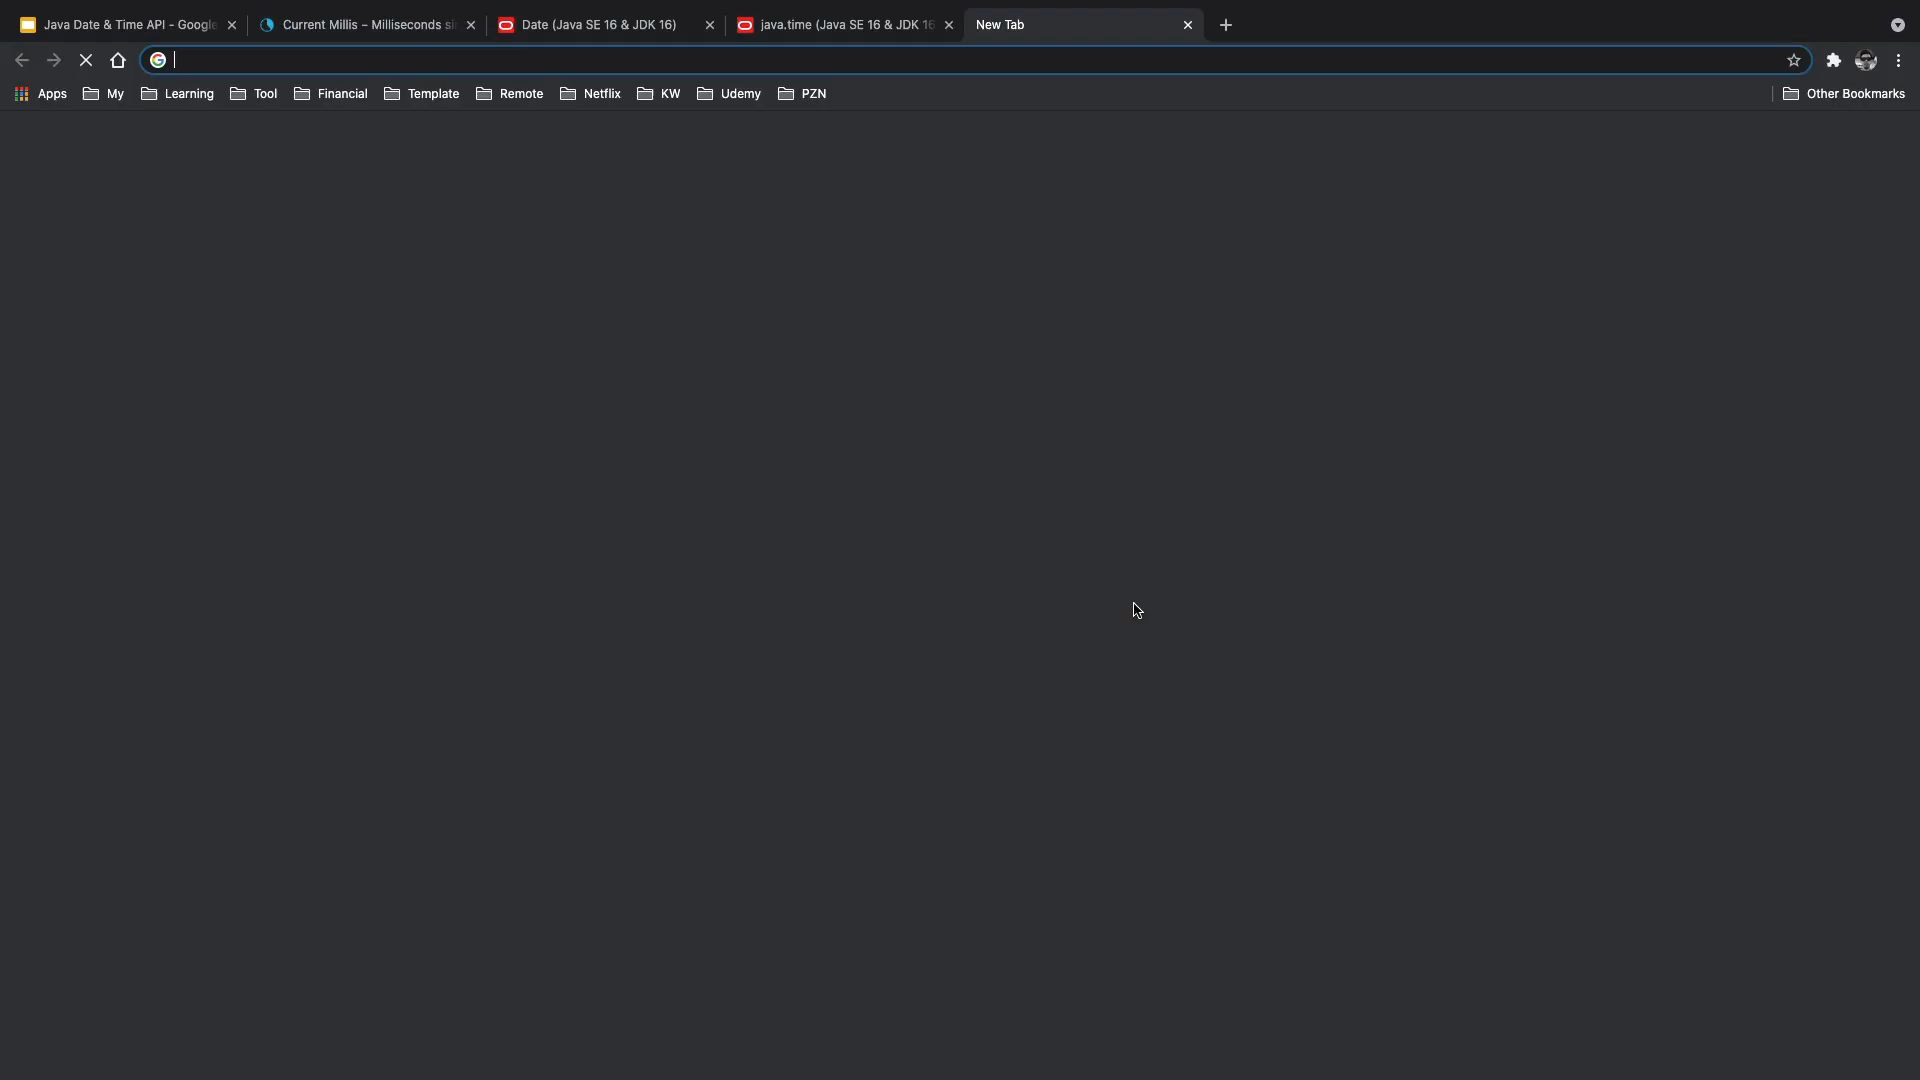 Java Date & Time API - Google
Current Millis – Milliseconds si
Date (Java SE 16 & JDK 16)
java.time (Java SE 16 & JDK 16
New Tab
Apps My Learning Tool Financial Template Remote Netflix KW Udemy PZN Other Bookmarks